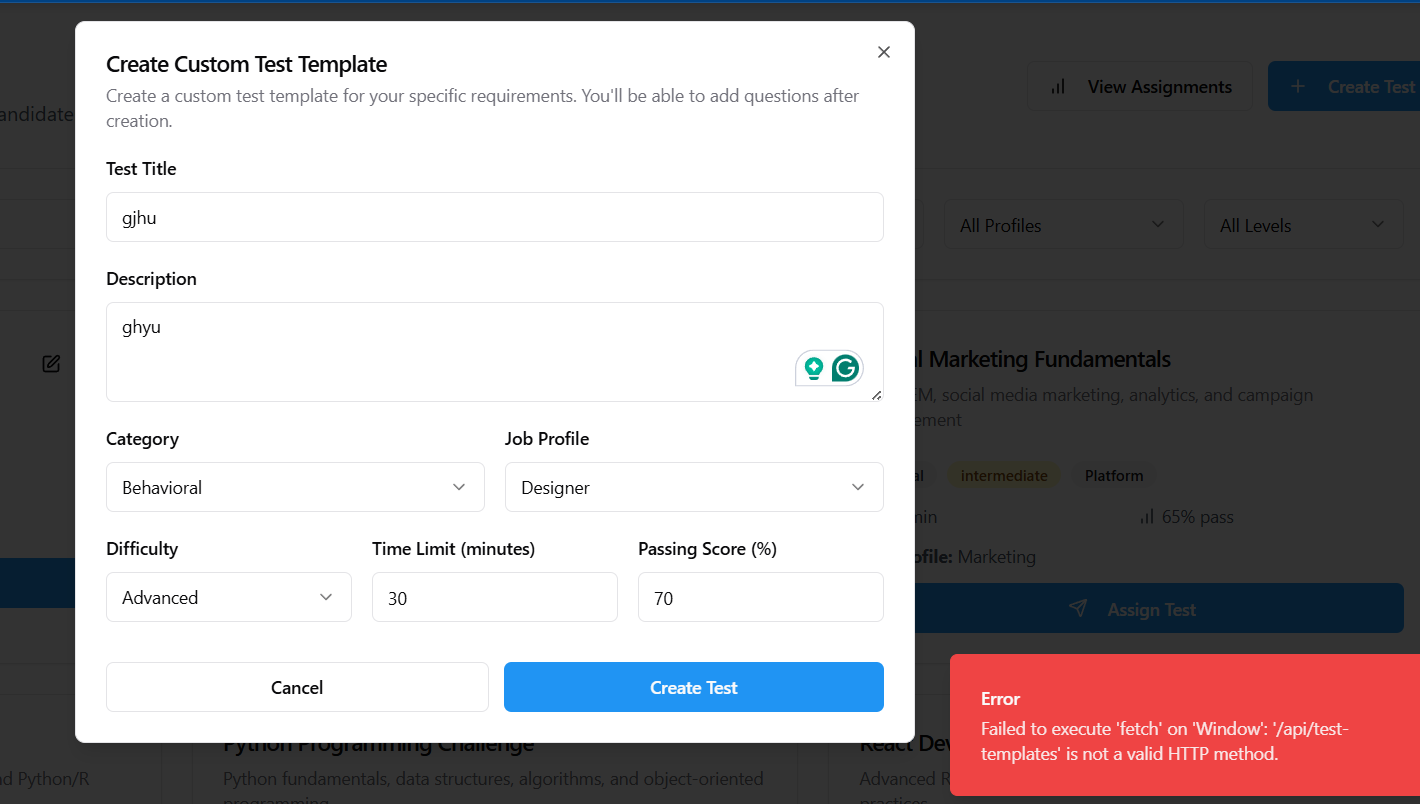 Create Custom Test Template
Create a custom test template for your specific requirements. You'll be able to add questions after
creation.
Test Title
gjhu
Description
ghyu
Category
Job Profile
Behavioral
Designer
Difficulty
Time Limit (minutes)
Passing Score (%)
Advanced
30
70
Cancel
Create Test
andidate
View Assignments
Create Test
All Profiles
All Levels
l Marketing Fundamentals
EM, social media marketing, analytics, and campaign
ement
al
intermediate
Platform
min
65% pass
ofile: Marketing
Assign Test
Error
Failed to execute 'fetch' on 'Window': '/api/test-
templates' is not a valid HTTP method.
Python Programming Challenge
React Dev
nd Python/R
Python fundamentals, data structures, algorithms, and object-oriented
programming
Advanced R
practices